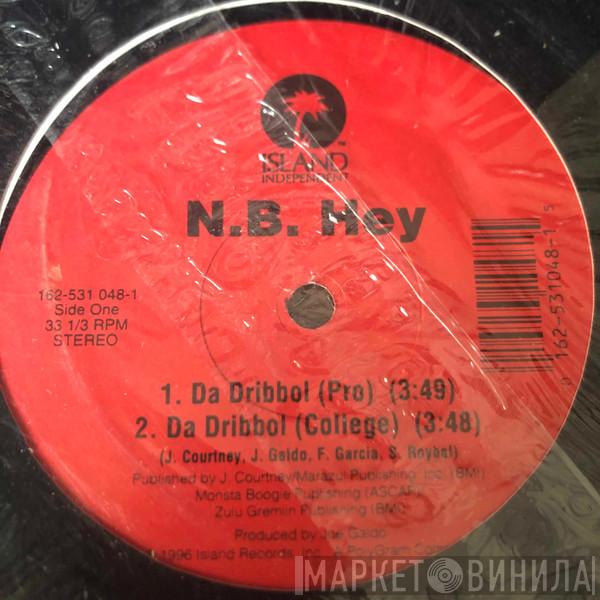 ISLAND
INDEPENDENT
N.B. Hey
162-531 048-1
Side One
33 1/3 RPM
STEREO
0 162-531048-1 5
1. Da Dribbol (Pro) (3:49)
2. Da Dribbol (College) (3:48)
(J. Courtney, J. Galdo, F. Garcia, S. Roybal)
Published by J. Courtney/Marazul Publishing, Inc. (BMI)
Monsta Boogie Publishing (ASCAP)
Zulu Gremlin Publishing (BMI)
Produced by Joe Galdo
1996 Island Records, Inc. A PolyGram
МАРКЕТ ВИНИЛА